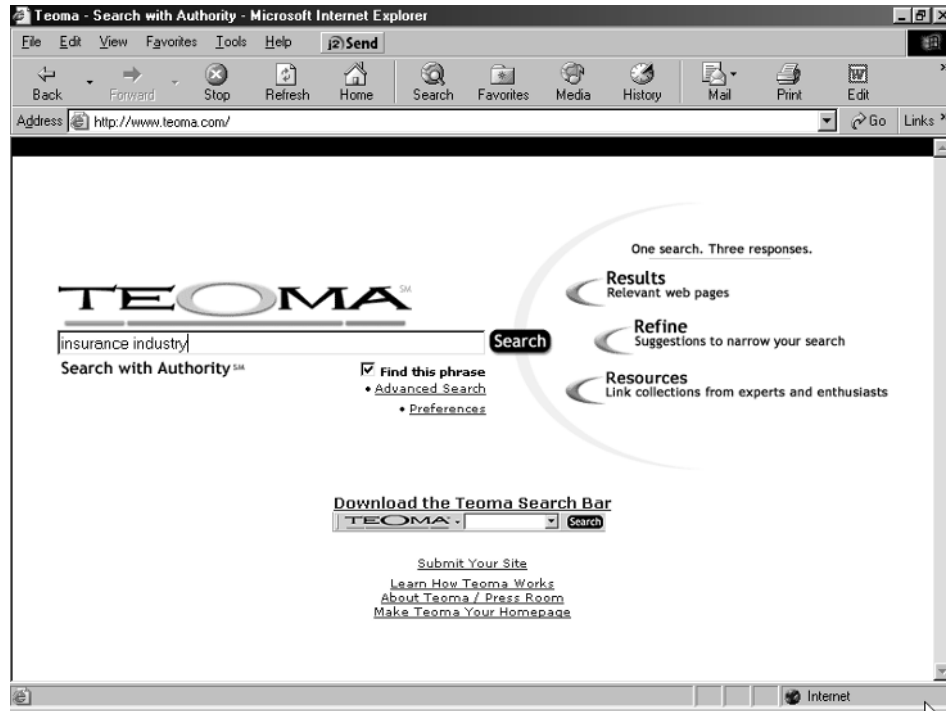 Teoma - Search with Authority - Microsoft Internet Explorer
File Edit View Favorites Tools Help j2 Send
Back Forward Stop Refresh Home Search Favorites Media History Mail Print Edit »
Address http://www.teoma.com/ Go Links »
One search. Three responses.
Results
Relevant web pages
TEOMA SM
Refine
Suggestions to narrow your search
insurance industry Search
Search with Authority SM
Find this phrase
• Advanced Search
• Preferences
Resources
Link collections from experts and enthusiasts
Download the Teoma Search Bar
TEOMA Search
Submit Your Site
Learn How Teoma Works
About Teoma / Press Room
Make Teoma Your Homepage
Internet